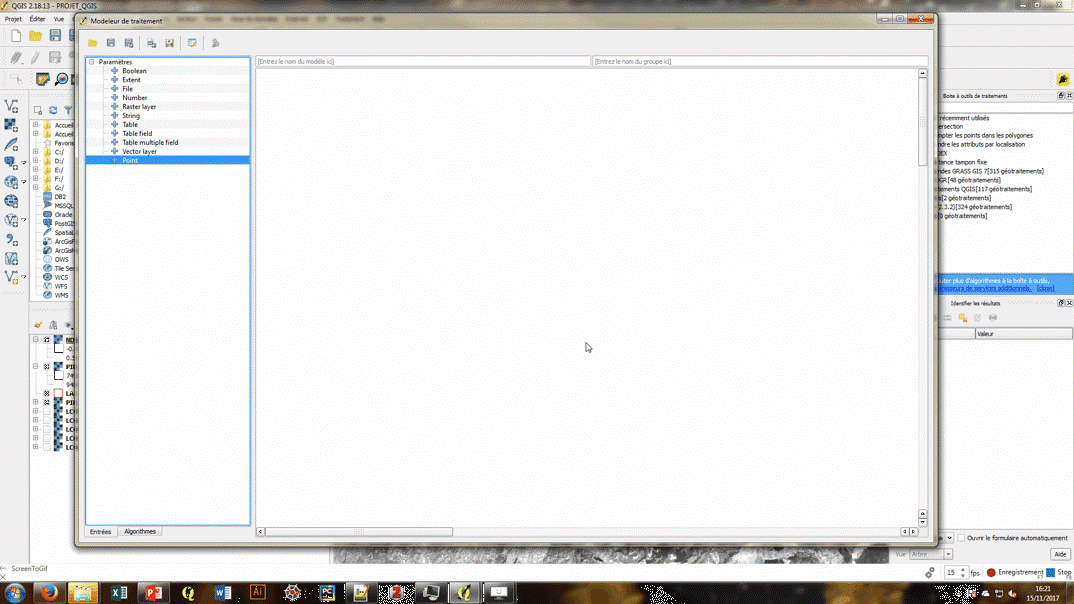 QGIS 2.18.13 - PROJET_QGIS
Projet Éditer Vue
Modeleur de traitement
Paramètres
Boolean
Extent
File
Number
Raster layer
String
Table
Table field
Table multiple field
Vector layer
Point
Entrées Algorithmes
[Entrez le nom du modèle ici] [Entrez le nom du groupe ici]
Accueil
Accueil
Favoris
C:/
D:/
E:/
F:/
G:/
DB2
MSSQL
Oracle
PostGIS
SpatiaL
ArcGisF
ArcGisM
OWS
Tile Ser
WCS
WFS
WMS
Boîte à outils de traitements
récemment utilisés
ersection
mpter les points dans les polygones
ndre les attributs par localisation
DEX
stance tampon fixe
ndes GRASS GIS 7[315 géotraitements]
GR[48 géotraitements]
tements QGIS[117 géotraitements]
s[2 géotraitements]
2.3.2)[324 géotraitements]
[0 géotraitements]
uter plus d'algorithmes à la boîte à outils,
urnisseurs de services additionnels. [clore]
Identifier les résultats
Valeur
Ouvrir le formulaire automatiquement
Vue Arbre Aide
ScreenToGif
15 fps Enregistrement Stop
F7 F8
16:21
15/11/2017